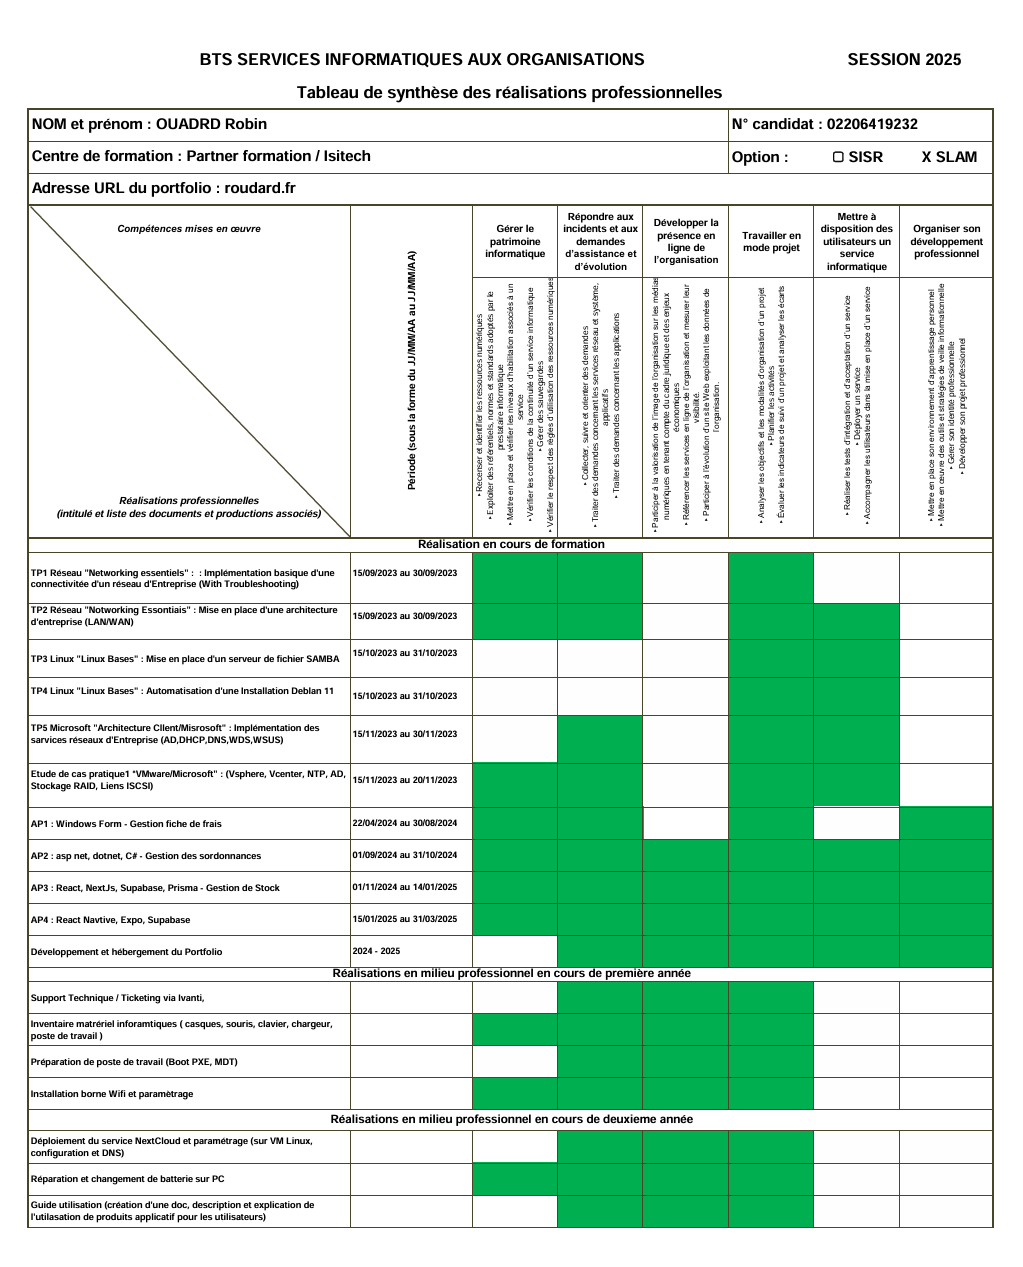 BTS SERVICES INFORMATIQUES AUX ORGANISATIONS
SESSION 2025
Tableau de synthèse des réalisations professionnelles
NOM et prénom : OUADRD Robin
N° candidat : 02206419232
Centre de formation : Partner formation / Isitech
Option :
▢ SISR
X SLAM
Adresse URL du portfolio : roudard.fr
Compétences mises en œuvre
Réalisations professionnelles
(intitulé et liste des documents et productions associés)
Période (sous la forme du JJ/MM/AA au JJ/MM/AA)
Gérer le
patrimoine
informatique
Répondre aux
incidents et aux
demandes
d'assistance et
d'évolution
Développer la
présence en
ligne de
l'organisation
Travailler en
mode projet
Mettre à
disposition des
utilisateurs un
service
informatique
Organiser son
développement
professionnel
• Recenser et identifier les ressources numériques
• Exploiter des référentiels, normes et standards adoptés par le
prestataire informatique
• Mettre en place et vérifier les niveaux d'habilitation associés à un
service
• Vérifier les conditions de la continuité d'un service informatique
• Gérer des sauvegardes
• Vérifier le respect des règles d'utilisation des ressources numériques
• Collecter, suivre et orienter des demandes
• Traiter des demandes concernant les services réseau et système,
applicatifs
• Traiter des demandes concernant les applications
• Participer à la valorisation de l'image de l'organisation sur les médias
numériques en tenant compte du cadre juridique et des enjeux
économiques
• Référencer les services en ligne de l'organisation et mesurer leur
visibilité.
• Participer à l'évolution d'un site Web exploitant les données de
l'organisation.
• Analyser les objectifs et les modalités d'organisation d'un projet
• Planifier les activités
• Évaluer les indicateurs de suivi d'un projet et analyser les écarts
• Réaliser les tests d'intégration et d'acceptation d'un service
• Déployer un service
• Accompagner les utilisateurs dans la mise en place d'un service
• Mettre en place son environnement d'apprentissage personnel
• Mettre en œuvre des outils et stratégies de veille informationnelle
• Gérer son identité professionnelle
• Développer son projet professionnel
Réalisation en cours de formation
TP1 Réseau "Networking essentiels" : : Implémentation basique d'une
connectivité d'un réseau d'Entreprise (With Troubleshooting)
15/09/2023 au 30/09/2023
TP2 Réseau "Notworking Essontiais" : Mise en place d'une architecture
d'entreprise (LAN/WAN)
15/09/2023 au 30/09/2023
TP3 Linux "Linux Bases" : Mise en place d'un serveur de fichier SAMBA
15/10/2023 au 31/10/2023
TP4 Linux "Linux Bases" : Automatisation d'une Installation Deblan 11
15/10/2023 au 31/10/2023
TP5 Microsoft "Architecture Cllent/Misrosoft" : Implémentation des
sarvices réseaux d'Entreprise (AD,DHCP,DNS,WDS,WSUS)
15/11/2023 au 30/11/2023
Etude de cas pratique1 "VMware/Microsoft" : (Vsphere, Vcenter, NTP, AD,
Stockage RAID, Liens ISCSI)
15/11/2023 au 20/11/2023
AP1 : Windows Form - Gestion fiche de frais
22/04/2024 au 30/08/2024
AP2 : asp net, dotnet, C# - Gestion des sordonnances
01/09/2024 au 31/10/2024
AP3 : React, NextJs, Supabase, Prisma - Gestion de Stock
01/11/2024 au 14/01/2025
AP4 : React Navtive, Expo, Supabase
15/01/2025 au 31/03/2025
Développement et hébergement du Portfolio
2024 - 2025
Réalisations en milieu professionnel en cours de première année
Support Technique / Ticketing via Ivanti,
Inventaire matrériel inforamtiques ( casques, souris, clavier, chargeur,
poste de travail )
Préparation de poste de travail (Boot PXE, MDT)
Installation borne Wifi et paramètrage
Réalisations en milieu professionnel en cours de deuxieme année
Déploiement du service NextCloud et paramétrage (sur VM Linux,
configuration et DNS)
Réparation et changement de batterie sur PC
Guide utilisation (création d'une doc, description et explication de
l'utilasation de produits applicatif pour les utilisateurs)